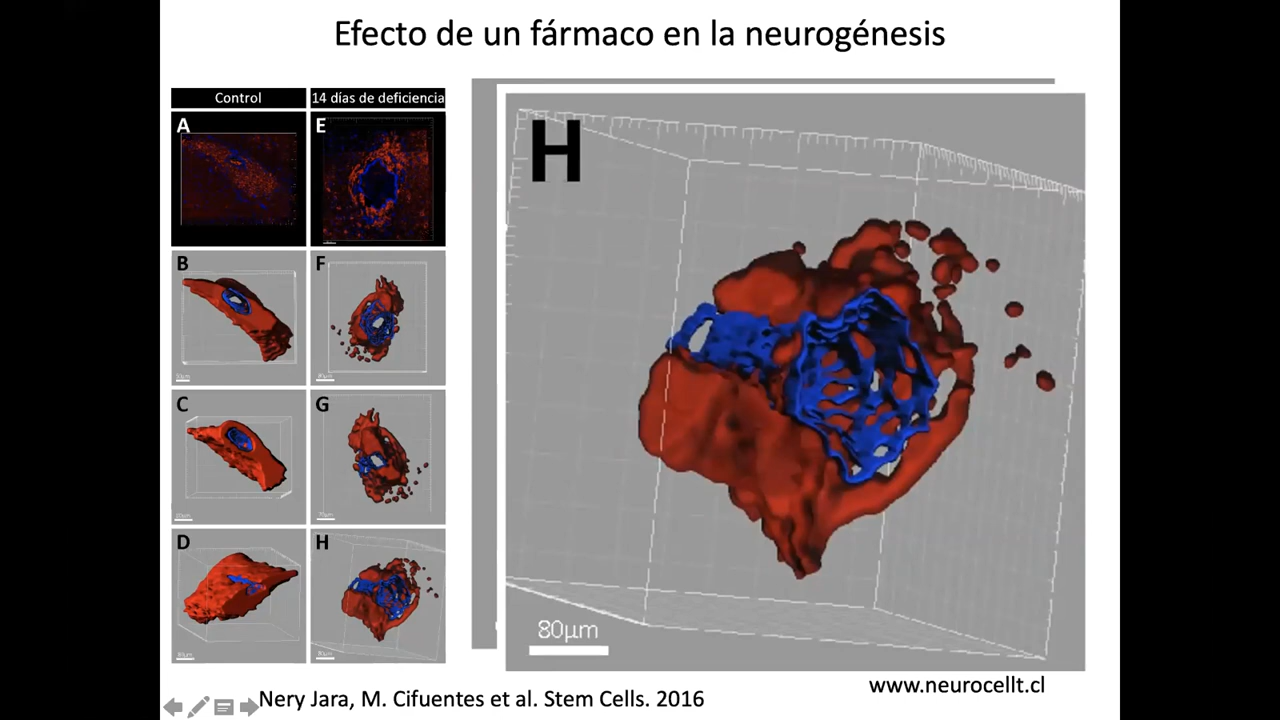 Efecto de un fármaco en la neurogénesis
Control
14 días de deficiencia
A
E
B
F
C
G
D
H
H
80µm
www.neurocellt.cl
Nery Jara, M. Cifuentes et al. Stem Cells. 2016